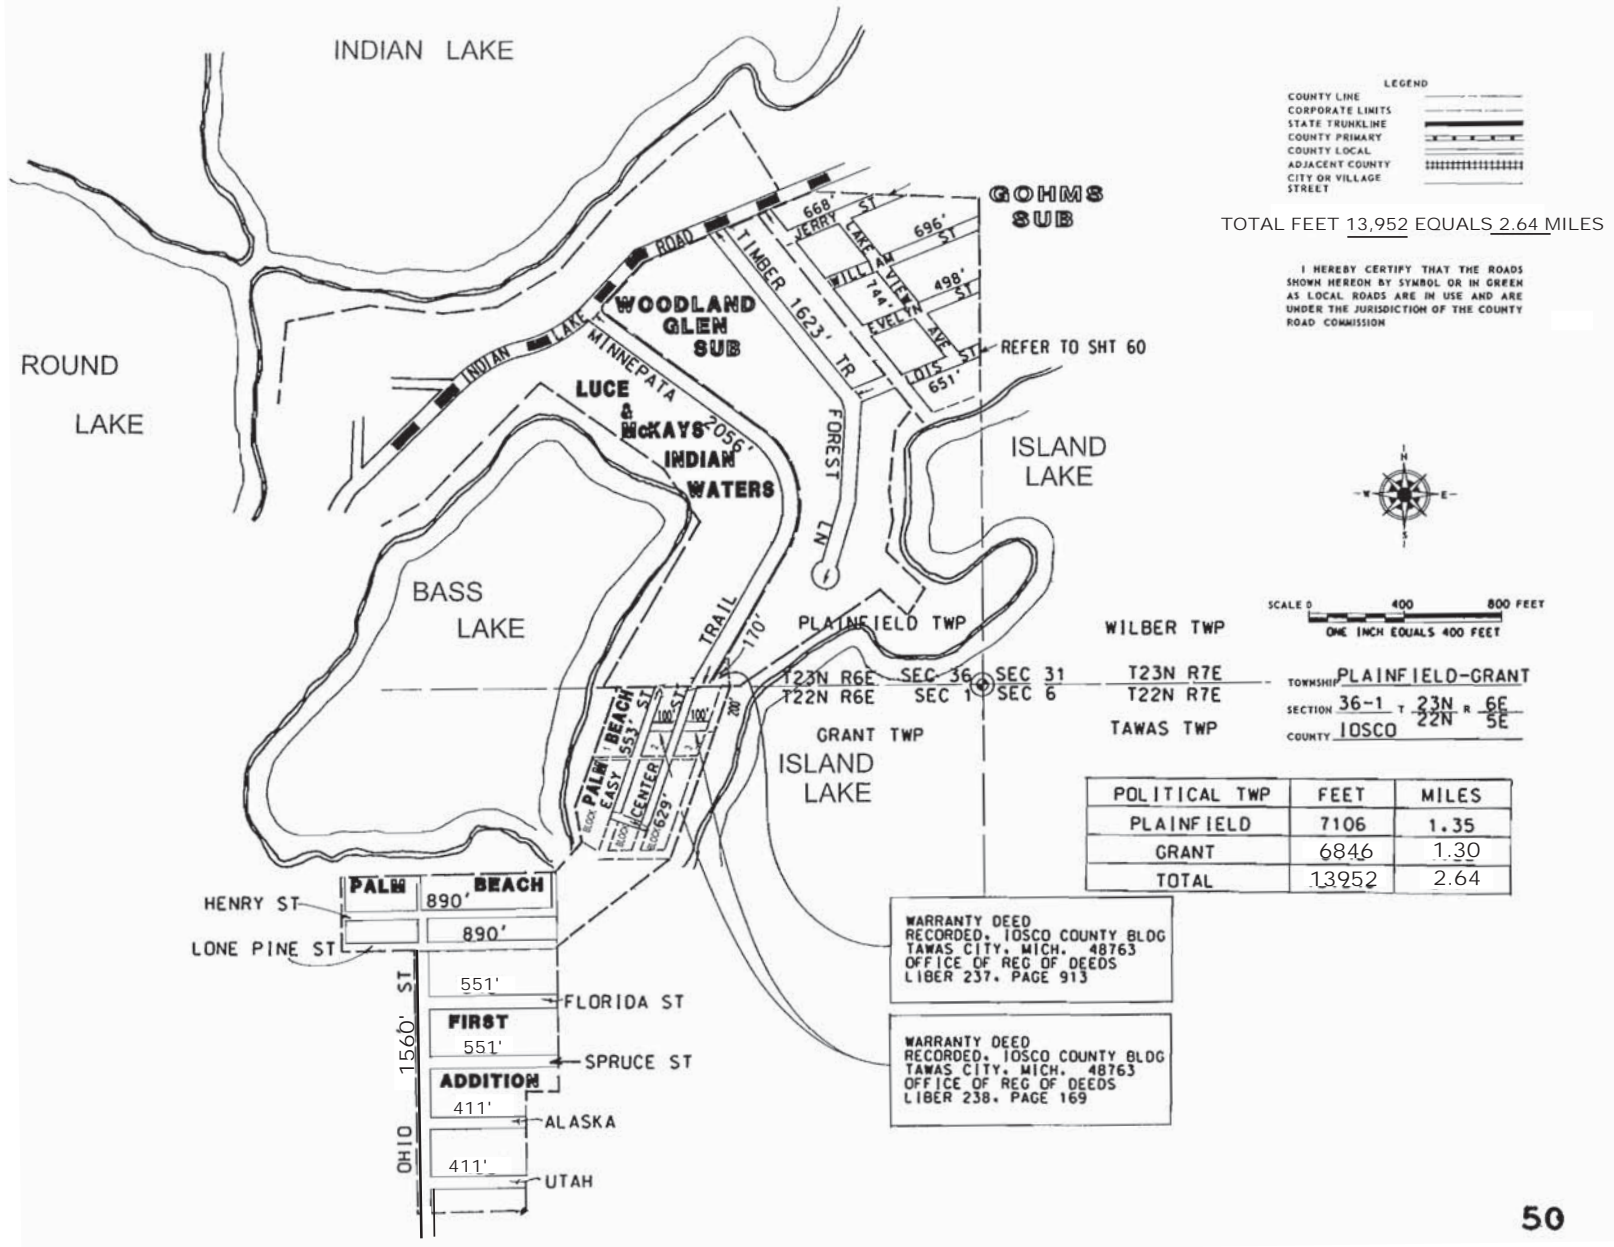 INDIAN LAKE
LEGEND
COUNTY LINE
CORPORATE LIMITS
STATE TRUNKLINE
COUNTY PRIMARY
COUNTY LOCAL
ADJACENT COUNTY
CITY OR VILLAGE
STREET
TOTAL FEET 13,952 EQUALS 2.64 MILES
I HEREBY CERTIFY THAT THE ROADS
SHOWN HEREON BY SYMBOL OR IN GREEN
AS LOCAL ROADS ARE IN USE AND ARE
UNDER THE JURISDICTION OF THE COUNTY
ROAD COMMISSION
GOHMS
SUB
668'
JERRY ST
696'
WILLIAM ST
LAKE VIEW AVE
498'
744'
EVELYN ST
LOIS ST
651'
REFER TO SHT 60
TIMBER 1623' TR
INDIAN LAKE ROAD
WOODLAND
GLEN
SUB
MINNEPATA 2056' TRAIL
LUCE
&
McKAYS
INDIAN
WATERS
FOREST LN
ROUND
LAKE
ISLAND
LAKE
N
W E
S
BASS
LAKE
170'
PLAINFIELD TWP
WILBER TWP
SCALE 0 400 800 FEET
ONE INCH EQUALS 400 FEET
T23N R6E SEC 36 SEC 31 T23N R7E
T22N R6E SEC 1 SEC 6 T22N R7E
GRANT TWP
TAWAS TWP
TOWNSHIP PLAINFIELD-GRANT
SECTION 36-1 T 23N R 6E
22N 5E
COUNTY IOSCO
ISLAND
LAKE
PALM BEACH
BLOCK 1
EASY ST
553'
BLOCK 2
CENTER ST
629'
BLOCK 3
100' 100'
200'
POLITICAL TWP FEET MILES
PLAINFIELD 7106 1.35
GRANT 6846 1.30
TOTAL 13952 2.64
PALM BEACH
890'
HENRY ST
890'
LONE PINE ST
551'
FLORIDA ST
FIRST
551'
SPRUCE ST
ADDITION
411'
ALASKA
411'
UTAH
OHIO 1560' ST
WARRANTY DEED
RECORDED. IOSCO COUNTY BLDG
TAWAS CITY. MICH. 48763
OFFICE OF REG OF DEEDS
LIBER 237. PAGE 913
WARRANTY DEED
RECORDED. IOSCO COUNTY BLDG
TAWAS CITY. MICH. 48763
OFFICE OF REG OF DEEDS
LIBER 238. PAGE 169
50